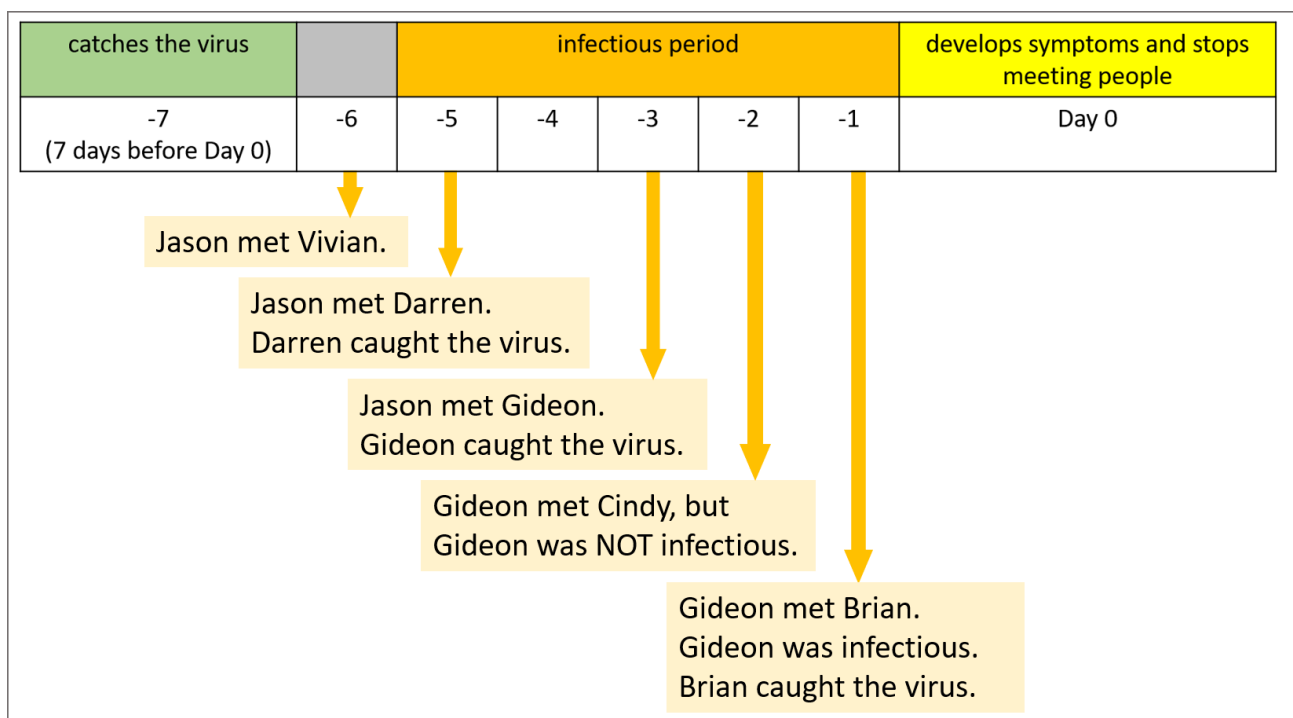 catches the virus
infectious period
develops symptoms and stops
meeting people
-7
(7 days before Day 0)
-6
-5
-4
-3
-2
-1
Day 0
Jason met Vivian.
Jason met Darren.
Darren caught the virus.
Jason met Gideon.
Gideon caught the virus.
Gideon met Cindy, but
Gideon was NOT infectious.
Gideon met Brian.
Gideon was infectious.
Brian caught the virus.